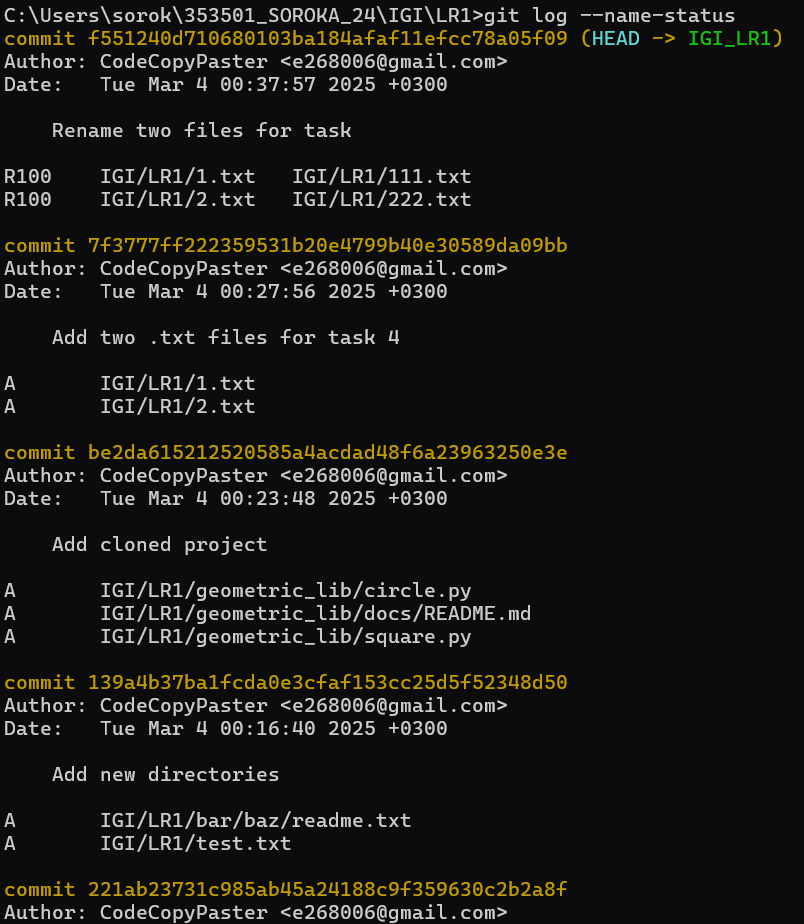 C:\Users\sorok\353501_SOROKA_24\IGI\LR1>git log --name-status
commit f551240d710680103ba184afaf11efcc78a05f09 (HEAD -> IGI_LR1)
Author: CodeCopyPaster <e268006@gmail.com>
Date:   Tue Mar 4 00:37:57 2025 +0300
    Rename two files for task
R100    IGI/LR1/1.txt   IGI/LR1/111.txt
R100    IGI/LR1/2.txt   IGI/LR1/222.txt
commit 7f3777ff222359531b20e4799b40e30589da09bb
Author: CodeCopyPaster <e268006@gmail.com>
Date:   Tue Mar 4 00:27:56 2025 +0300
    Add two .txt files for task 4
A       IGI/LR1/1.txt
A       IGI/LR1/2.txt
commit be2da615212520585a4acdad48f6a23963250e3e
Author: CodeCopyPaster <e268006@gmail.com>
Date:   Tue Mar 4 00:23:48 2025 +0300
    Add cloned project
A       IGI/LR1/geometric_lib/circle.py
A       IGI/LR1/geometric_lib/docs/README.md
A       IGI/LR1/geometric_lib/square.py
commit 139a4b37ba1fcda0e3cfaf153cc25d5f52348d50
Author: CodeCopyPaster <e268006@gmail.com>
Date:   Tue Mar 4 00:16:40 2025 +0300
    Add new directories
A       IGI/LR1/bar/baz/readme.txt
A       IGI/LR1/test.txt
commit 221ab23731c985ab45a24188c9f359630c2b2a8f
Author: CodeCopyPaster <e268006@gmail.com>